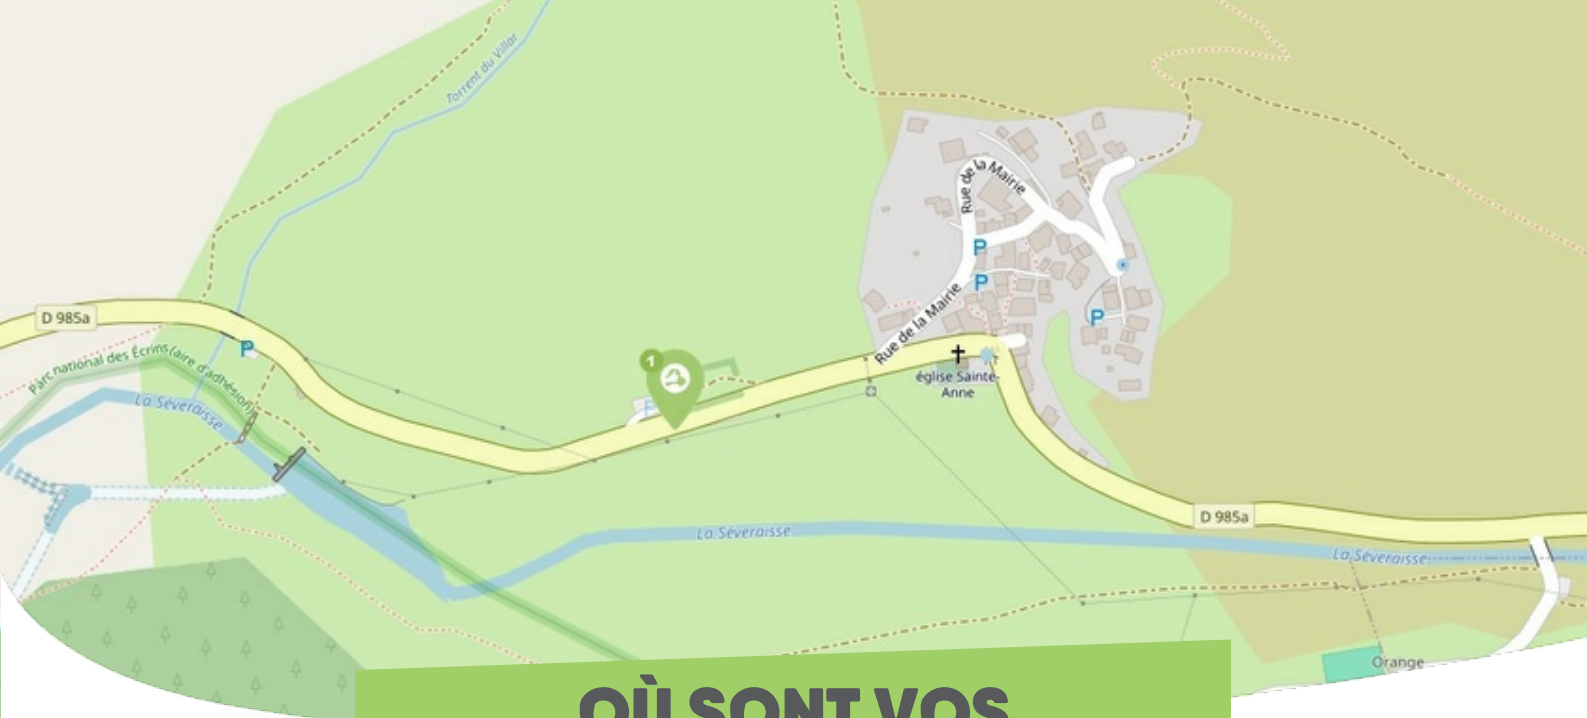 Torrent du Villar
Rue de la Mairie
P
P
Rue de la Mairie
P
D 985a
P
Parc national des Écrins (aire d'adhésion)
1
église Sainte-
Anne
La Séveraisse
P
D 985a
La Séveraisse
La Séveraisse
Orange
OÙ SONT VOS